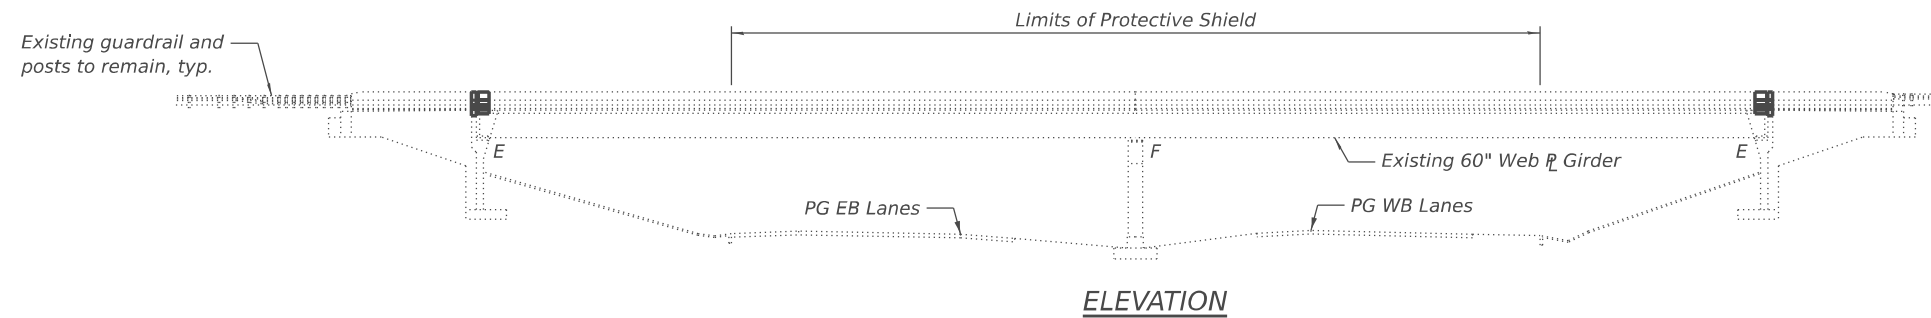 Limits of Protective Shield
Existing guardrail and
posts to remain, typ.
E
F
E
Existing 60" Web ⅊ Girder
PG EB Lanes
PG WB Lanes
ELEVATION